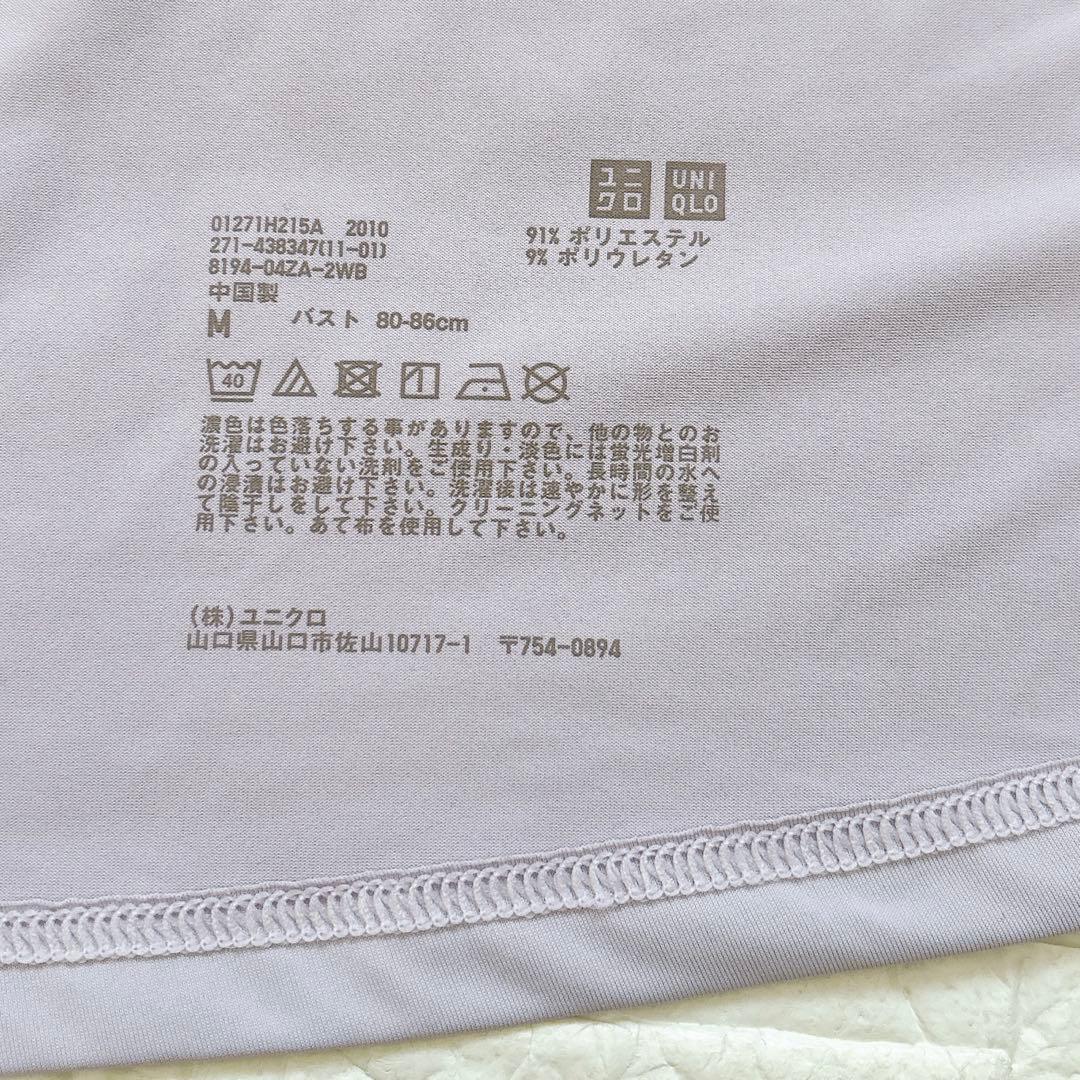 ユニ
クロ
UNI
QLO
01271H215A 2010
271-438347(11-01)
8194-04ZA-2WB
中国製
91% ポリエステル
9% ポリウレタン
M バスト 80-86cm
40
濃色は色落ちする事がありますので、他の物とのお
洗濯はお避け下さい。生成り・淡色には蛍光増白剤
の入っていない洗剤をご使用下さい。長時間の水へ
の浸漬はお避け下さい。洗濯後は速やかに形を整え
て陰干しをして下さい。クリーニングネットをご使
用下さい。あて布を使用して下さい。
(株)ユニクロ
山口県山口市佐山10717-1 〒754-0894